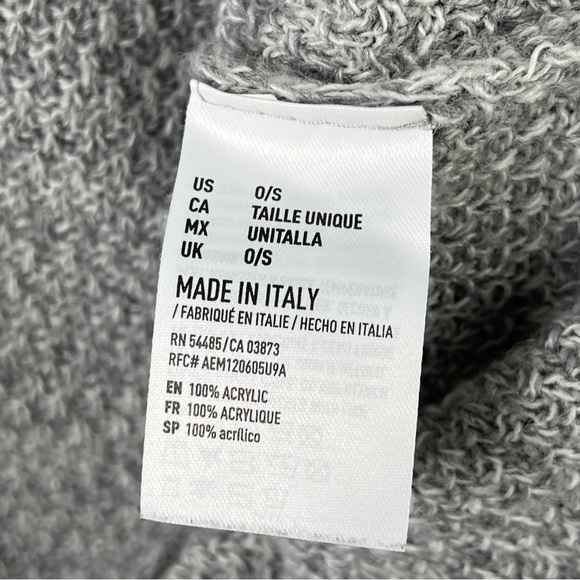 US O/S
CA TAILLE UNIQUE
MX UNITALLA
UK O/S
MADE IN ITALY
/ FABRIQUÉ EN ITALIE / HECHO EN ITALIA
RN 54485/CA 03873
RFC# AEM120605U9A
EN 100% ACRYLIC
FR 100% ACRYLIQUE
SP 100% acrílico